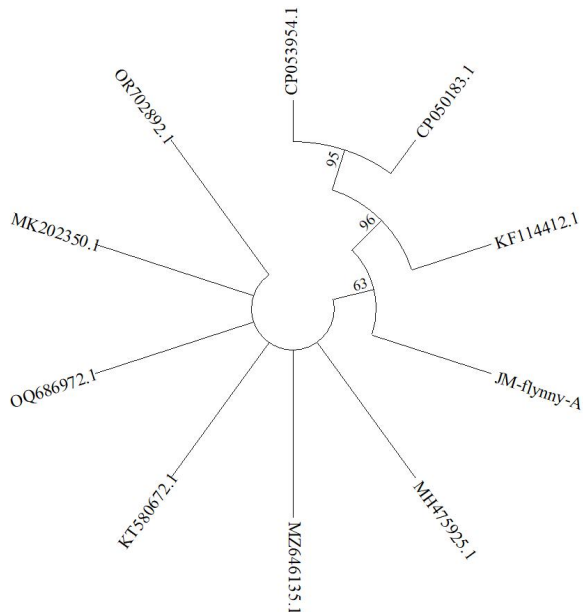 CP053954.1
OR702892.1
CP050183.1
95
96
MK202350.1
KF114412.1
63
OQ686972.1
JM-flynny-A
KT580672.1
MH475925.1
MZ646135.1